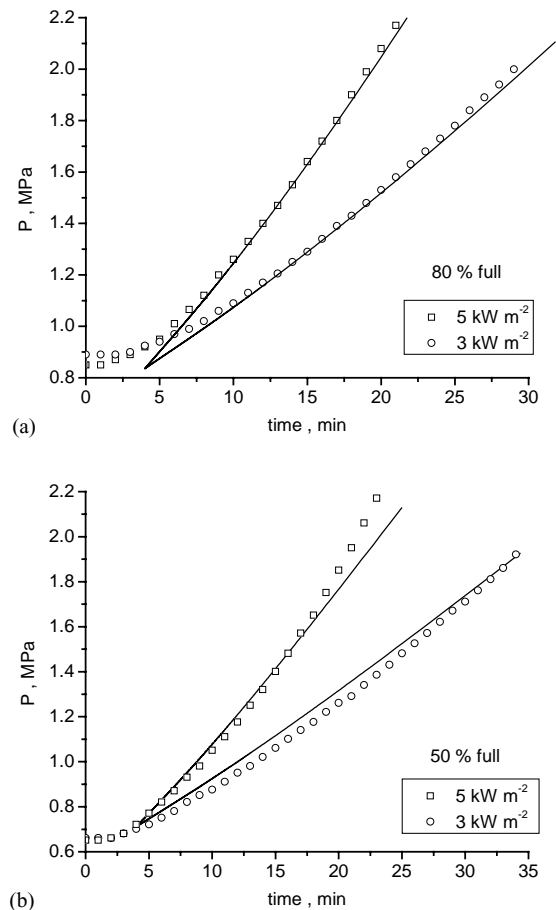 2.2
2.0
1.8
1.6
1.4
1.2
1.0
0.8
P , MPa
80 % full
5 kW m-2
3 kW m-2
0 5 10 15 20 25 30
time , min
(a)
2.2
2.0
1.8
1.6
1.4
1.2
1.0
0.8
0.6
P , MPa
50 % full
5 kW m-2
3 kW m-2
0 5 10 15 20 25 30 35
time , min
(b)